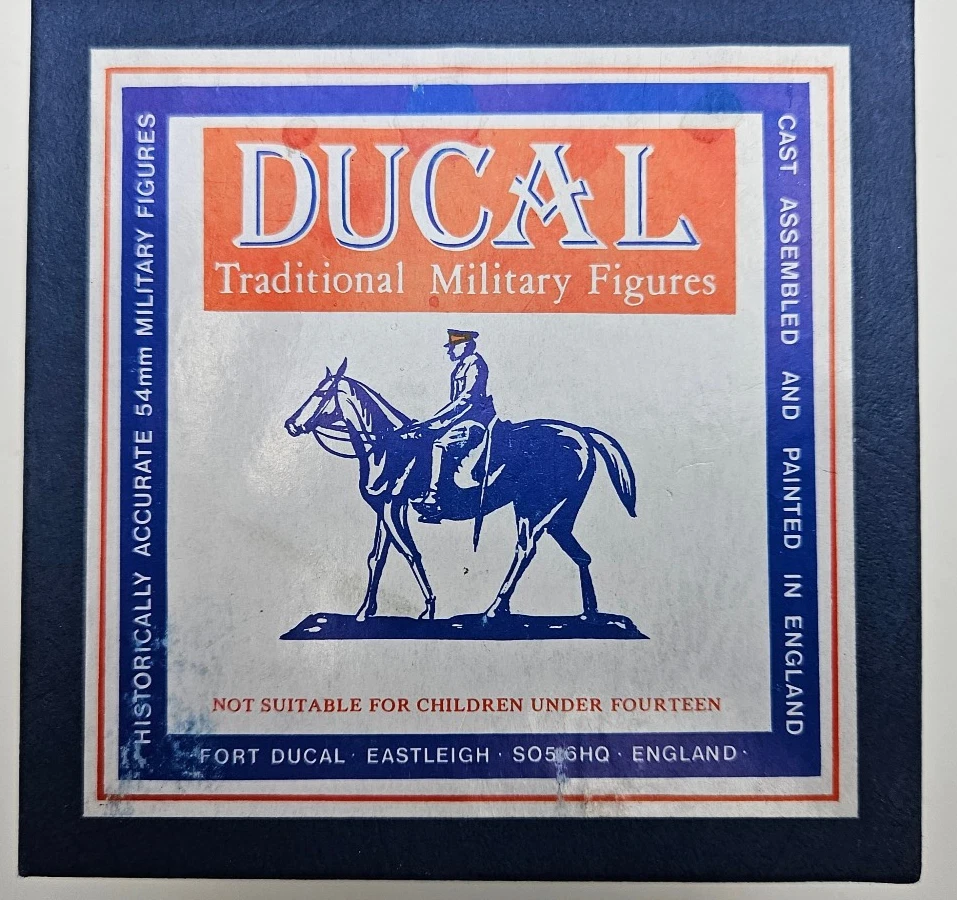 DUCAL
Traditional Military Figures
HISTORICALLY ACCURATE 54mm MILITARY FIGURES
CAST ASSEMBLED AND PAINTED IN ENGLAND
NOT SUITABLE FOR CHILDREN UNDER FOURTEEN
FORT DUCAL · EASTLEIGH · SO5 6HQ · ENGLAND ·